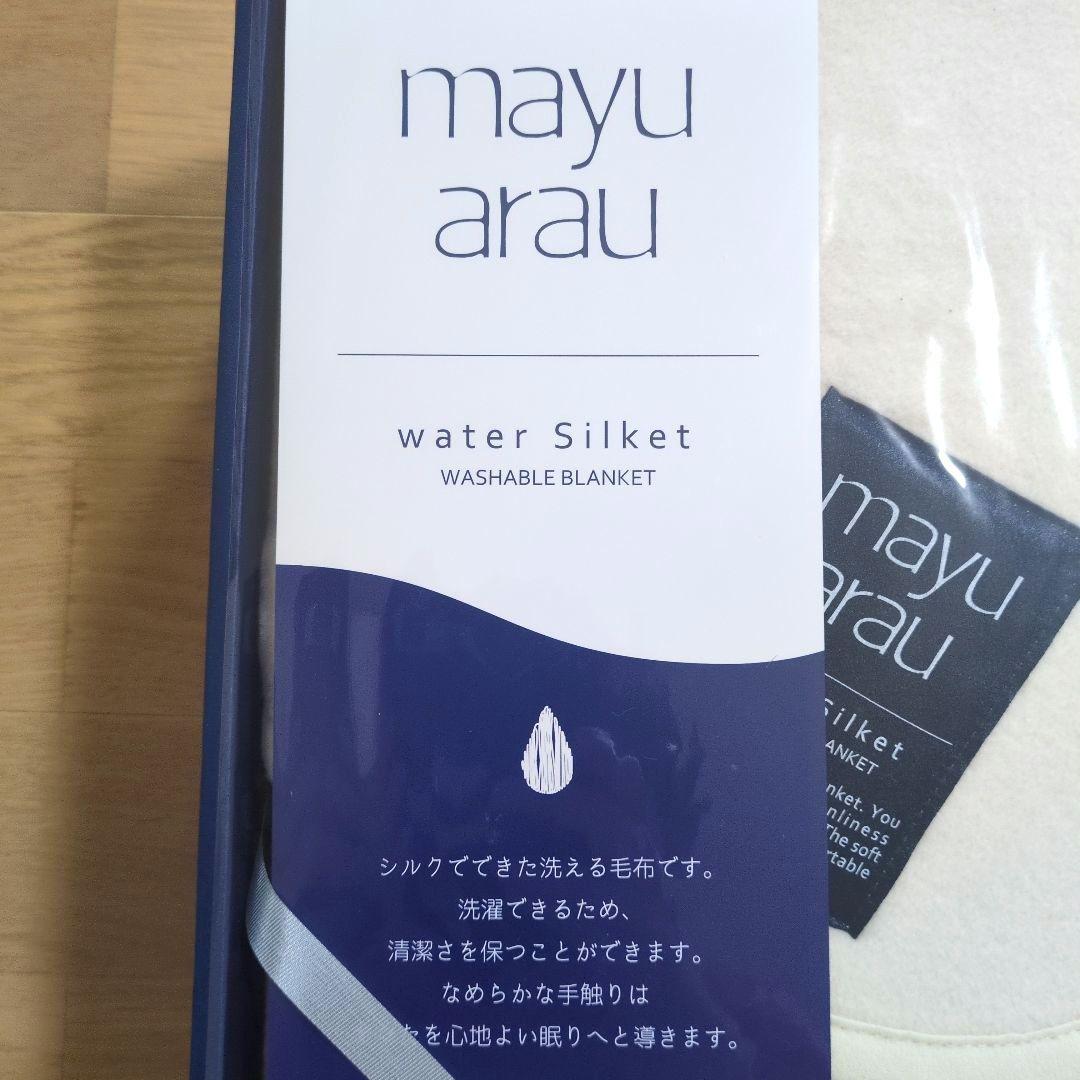 mayu
arau
water Silket
WASHABLE BLANKET
シルクでできた洗える毛布です。
洗濯できるため、
清潔さを保つことができます。
なめらかな手触りは
たを心地よい眠りへと導きます。
mayu
arau
Silket
ANKET
nket. You
nliness
The soft
rtable